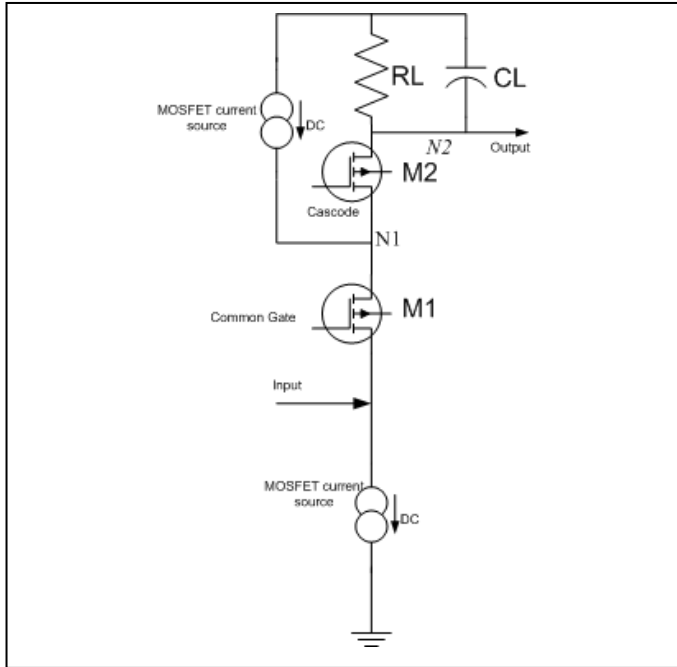 RL
CL
MOSFET current
source
DC
N2
Output
M2
Cascode
N1
M1
Common Gate
Input
MOSFET current
source
DC